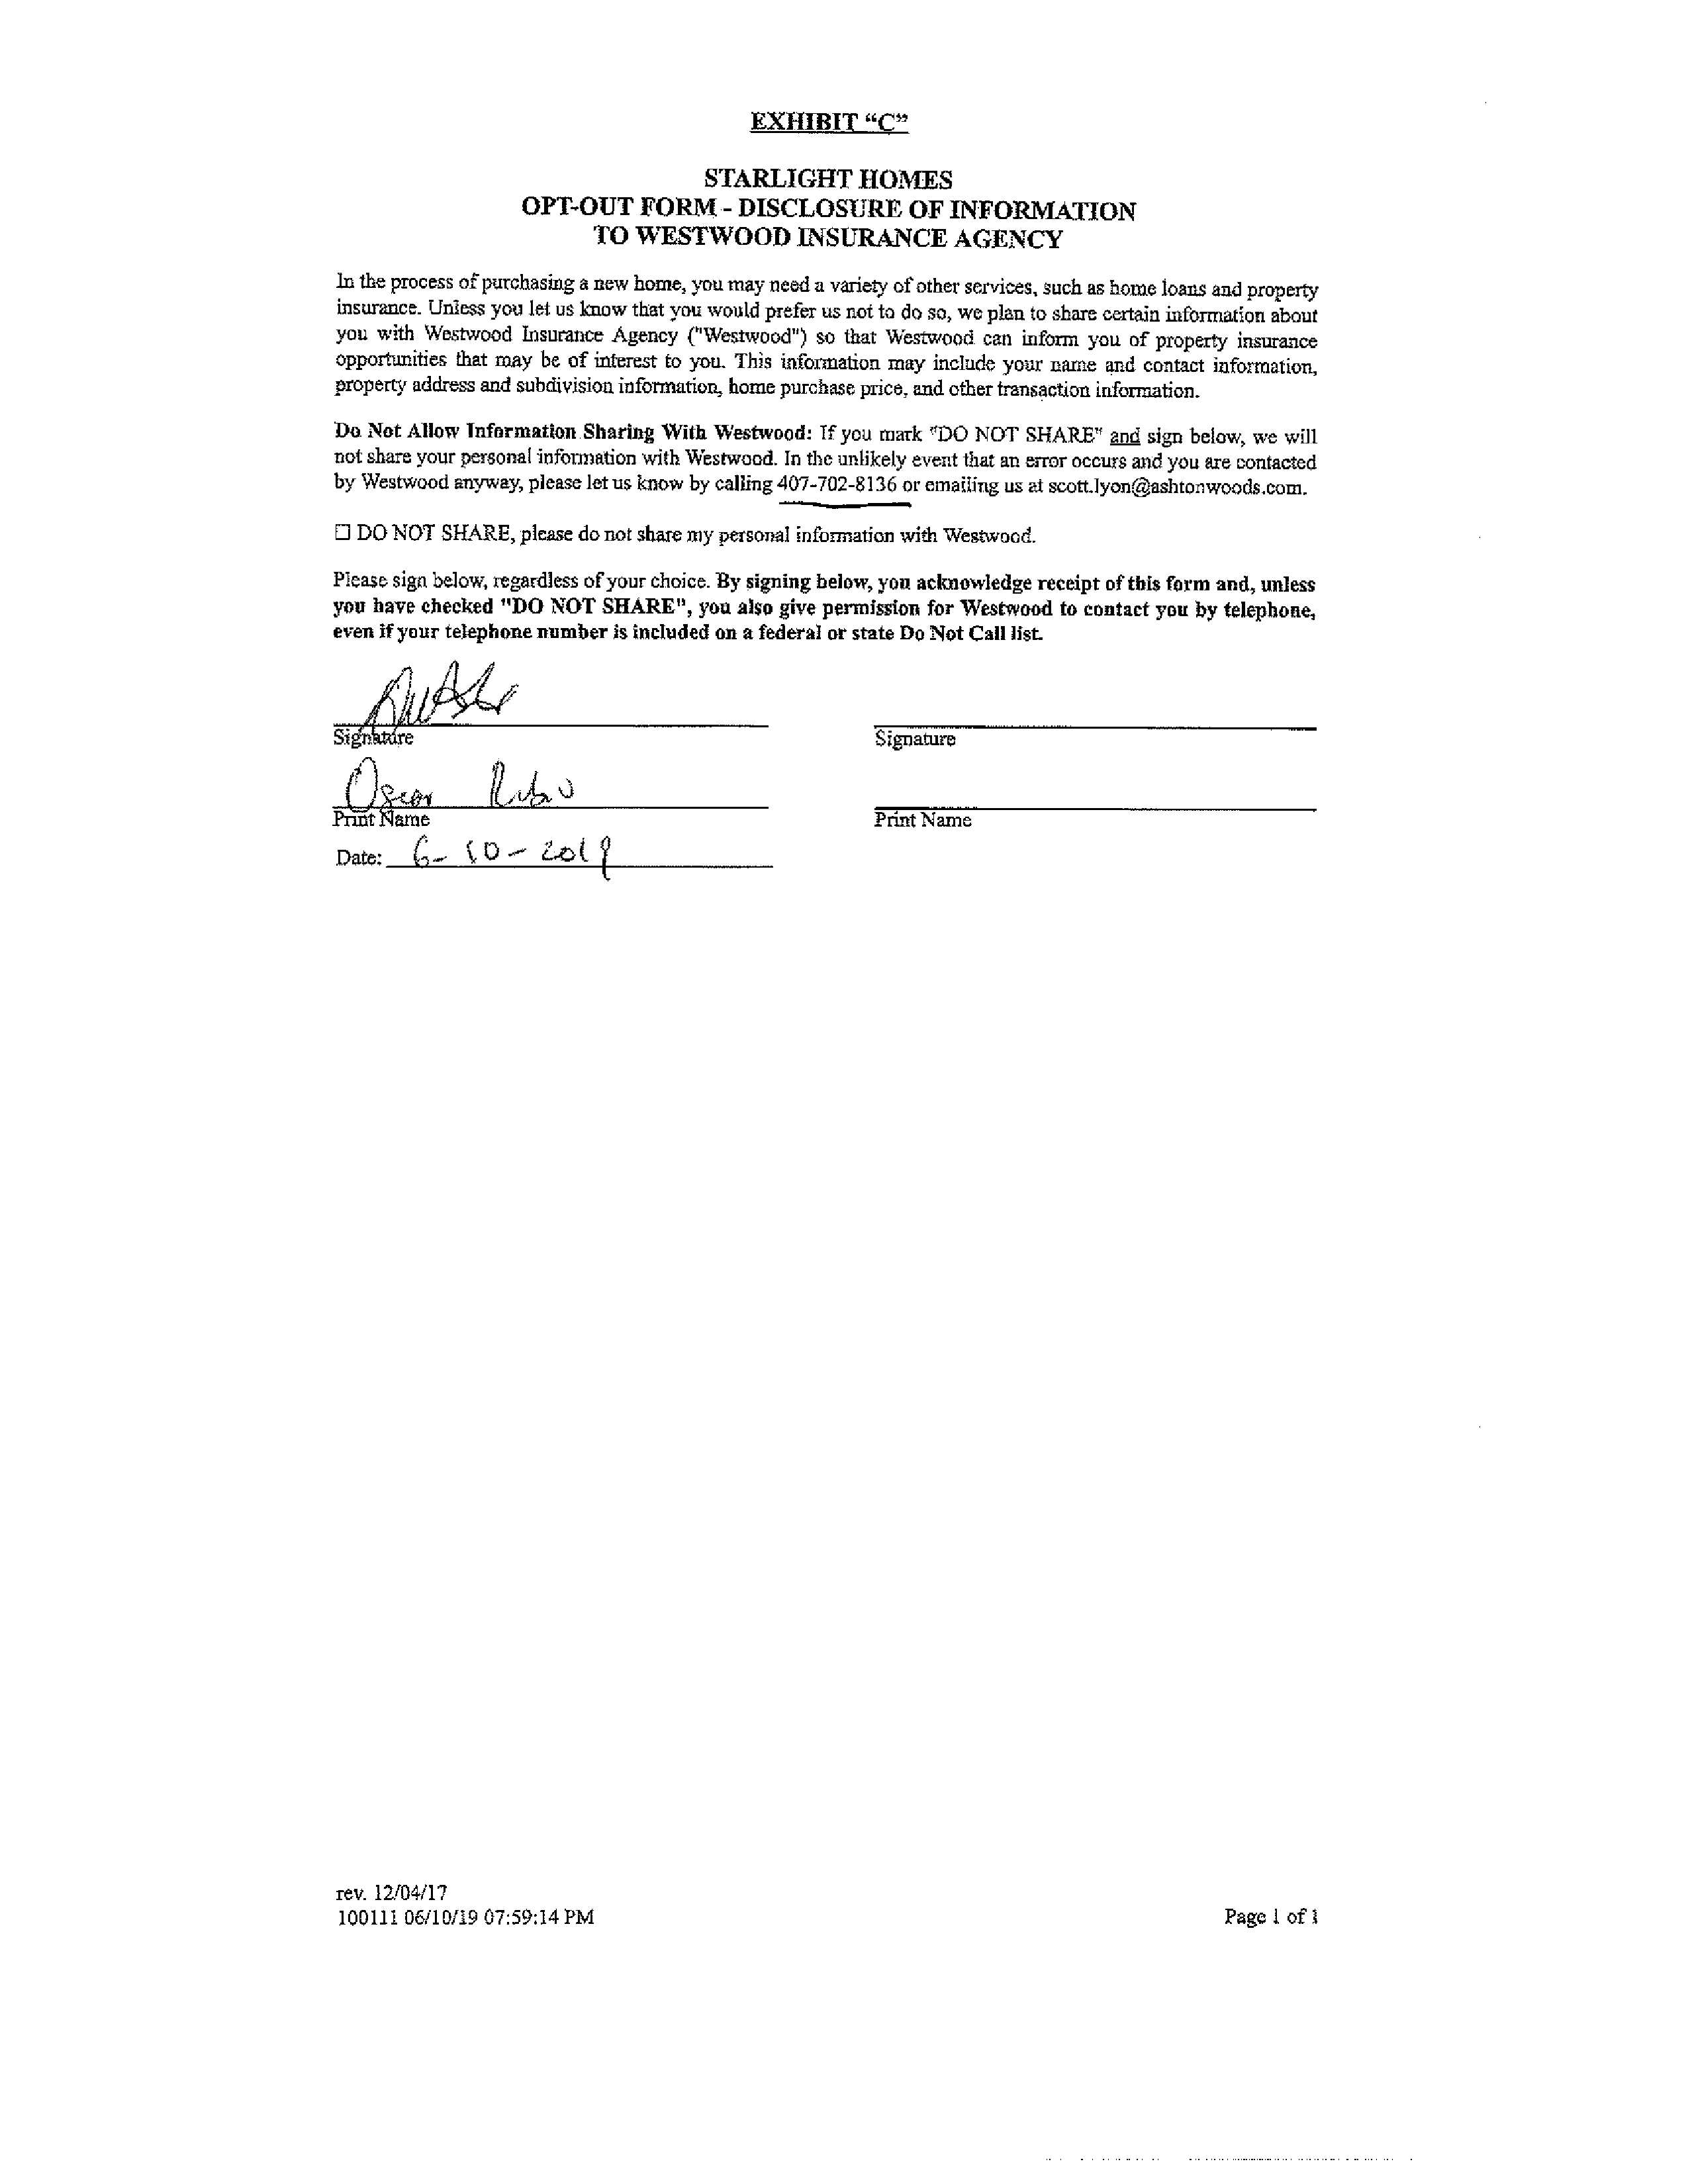 EXHIBIT “C”
STARLIGHT HOMES
OPT-OUT FORM - DISCLOSURE OF INFORMATION
TO WESTWOOD INSURANCE AGENCY
In the process of purchasing a new home, you may need a variety of other services, such as home loans and property
insurance. Unless you let us know that you would prefer us not to do so, we plan to share certain information about
you with Westwood Insurance Agency ("Westwood") so that Westwood can inform you of property insurance
opportunities that may be of interest to you. This information may include your name and contact information,
property address and subdivision information, home purchase price, and other transaction information.
Do Not Allow Information Sharing With Westwood: If you mark "DO NOT SHARE" and sign below, we will
not share your personal information with Westwood. In the unlikely event that an error occurs and you are contacted
by Westwood anyway, please let us know by calling 407-702-8136 or emailing us at scott.lyon@ashtonwoods.com.
☐ DO NOT SHARE, please do not share my personal information with Westwood.
Please sign below, regardless of your choice. By signing below, you acknowledge receipt of this form and, unless
you have checked "DO NOT SHARE", you also give permission for Westwood to contact you by telephone,
even if your telephone number is included on a federal or state Do Not Call list.
Signature
Signature
Oscar
Print Name
Print Name
Date: 6-10-2019
rev. 12/04/17
100111 06/10/19 07:59:14 PM
Page 1 of 1